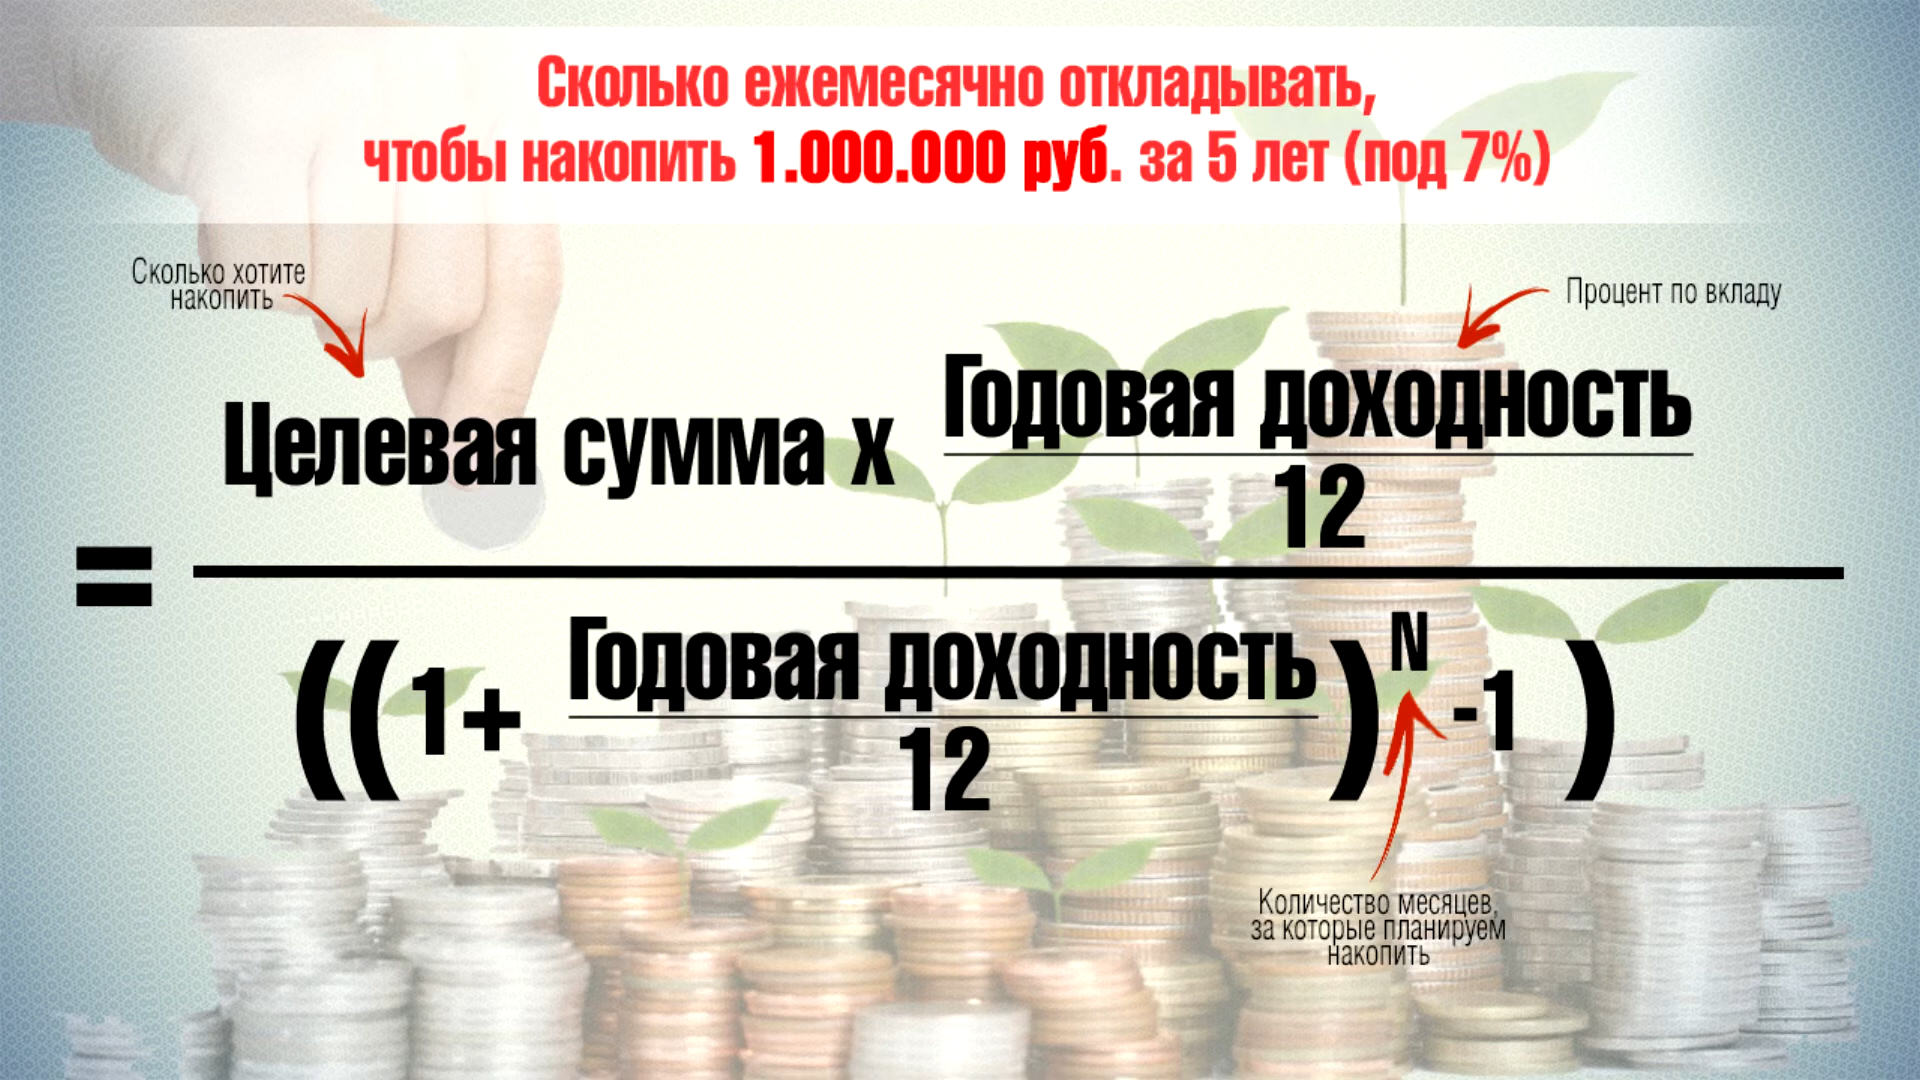 Сколько ежемесячно откладывать,
чтобы накопить 1.000.000 руб. за 5 лет (под 7%)
Сколько хотите
накопить
Процент по вкладу
=
Целевая сумма х
Годовая доходность
12
((1+
Годовая доходность
12
)
N
-1 )
Количество месяцев,
за которые планируем
накопить